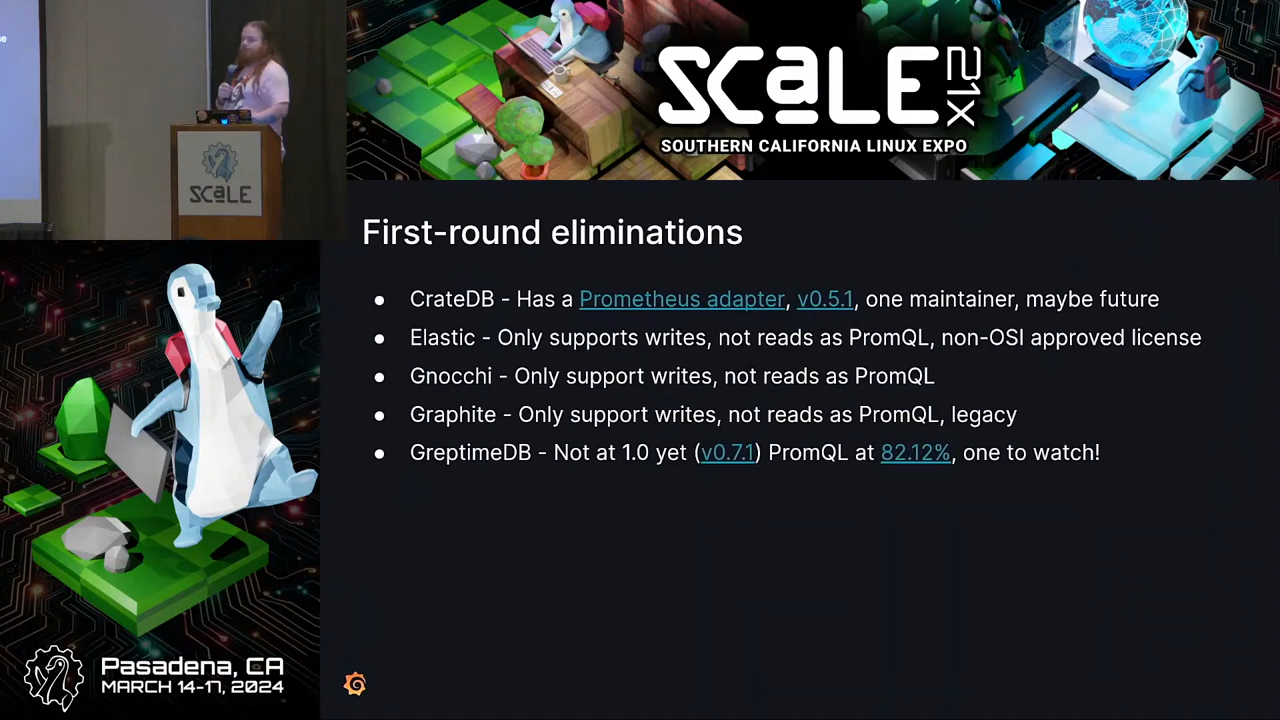 se
SCALE
SCaLE 21X
SOUTHERN CALIFORNIA LINUX EXPO
First-round eliminations
● CrateDB - Has a Prometheus adapter, v0.5.1, one maintainer, maybe future
● Elastic - Only supports writes, not reads as PromQL, non-OSI approved license
● Gnocchi - Only support writes, not reads as PromQL
● Graphite - Only support writes, not reads as PromQL, legacy
● GreptimeDB - Not at 1.0 yet (v0.7.1) PromQL at 82.12%, one to watch!
Pasadena, CA
MARCH 14-17, 2024